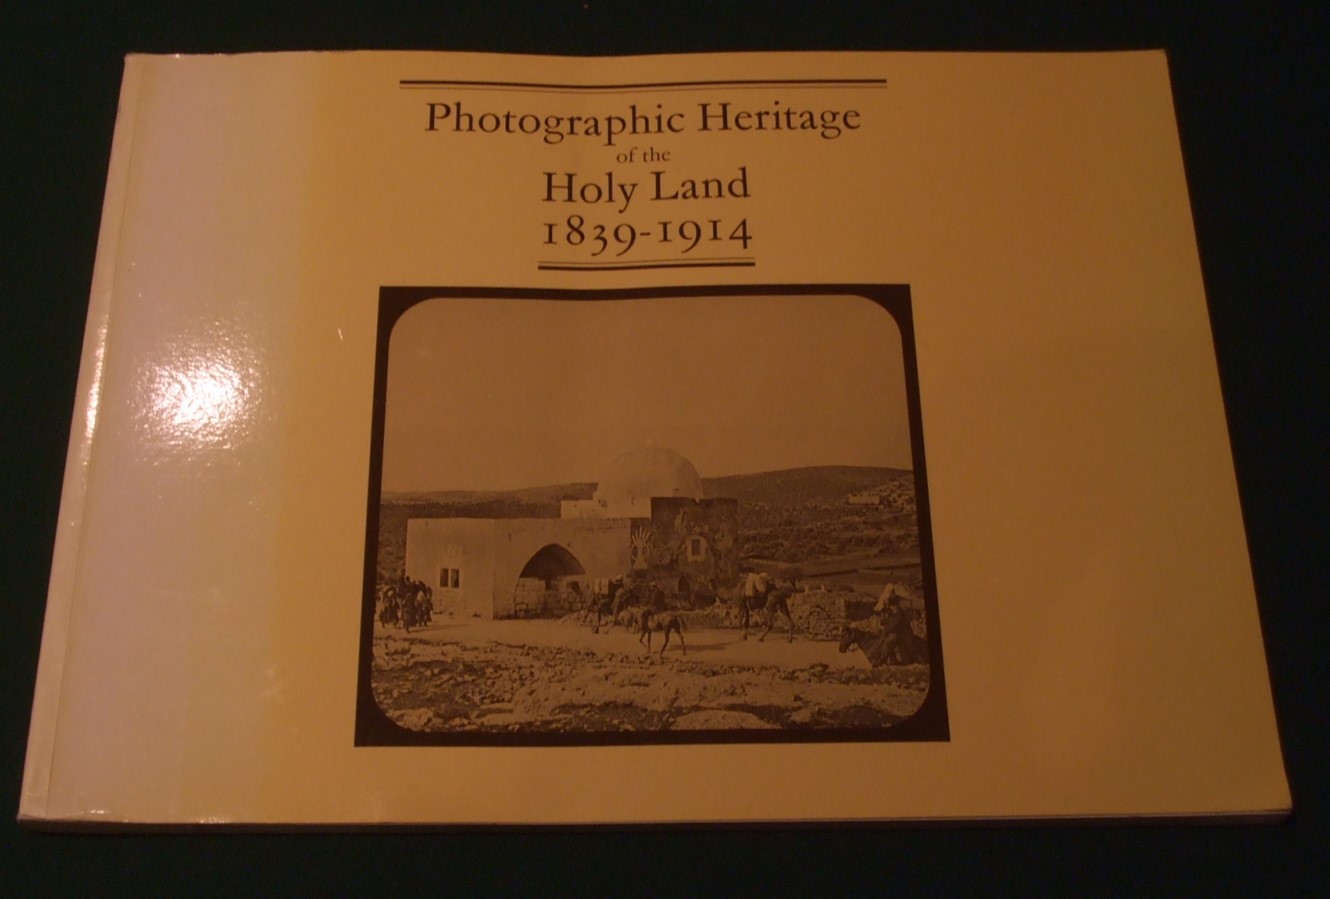 Photographic Heritage
of the
Holy Land
1839-1914